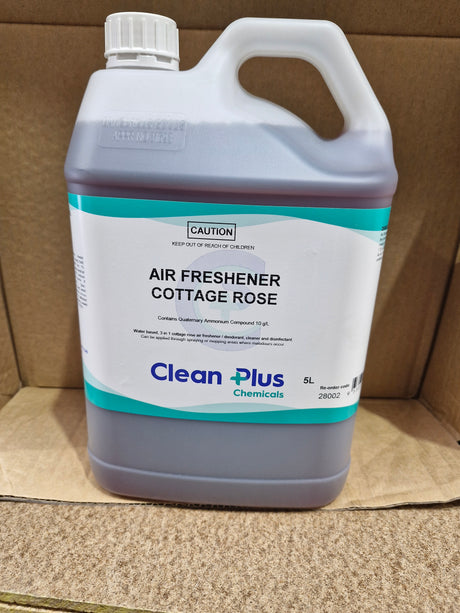 CAUTION
KEEP OUT OF REACH OF CHILDREN
AIR FRESHENER
COTTAGE ROSE
Contains Quaternary Ammonium Compound 10 g/L
Water based, 3-in-1 cottage rose air freshener / deodorant, cleaner and disinfectant
Can be applied through spraying or mopping areas where malodours occur
Clean Plus
Chemicals
5L
Re-order code
28002